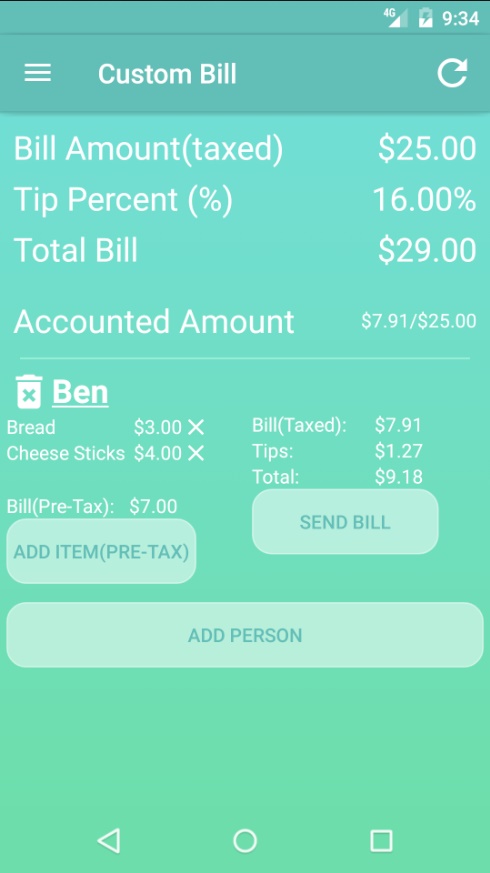 4G 9:34
Custom Bill
Bill Amount(taxed) $25.00
Tip Percent (%) 16.00%
Total Bill $29.00
Accounted Amount $7.91/$25.00
Ben
Bread $3.00
Cheese Sticks $4.00
Bill(Pre-Tax): $7.00
ADD ITEM(PRE-TAX)
Bill(Taxed): $7.91
Tips: $1.27
Total: $9.18
SEND BILL
ADD PERSON